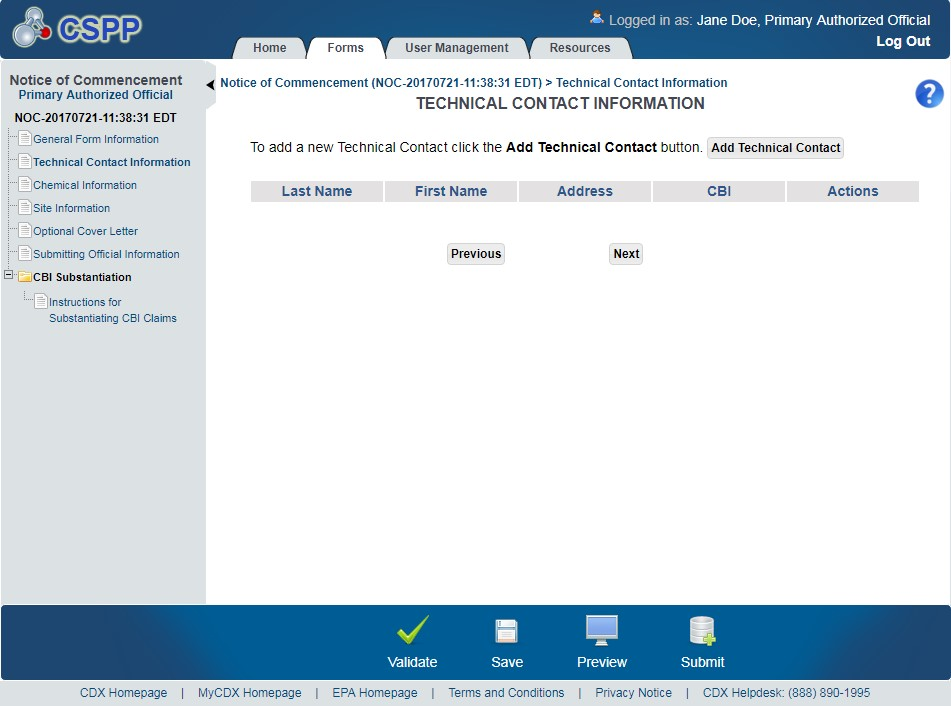 CSPP
Logged in as: Jane Doe, Primary Authorized Official
Log Out
Home
Forms
User Management
Resources
Notice of Commencement
Primary Authorized Official
NOC-20170721-11:38:31 EDT
General Form Information
Technical Contact Information
Chemical Information
Site Information
Optional Cover Letter
Submitting Official Information
CBI Substantiation
Instructions for
Substantiating CBI Claims
Notice of Commencement (NOC-20170721-11:38:31 EDT) > Technical Contact Information
TECHNICAL CONTACT INFORMATION
?
To add a new Technical Contact click the Add Technical Contact button. Add Technical Contact
Last Name First Name Address CBI Actions
Previous Next
Validate Save Preview Submit
CDX Homepage | MyCDX Homepage | EPA Homepage | Terms and Conditions | Privacy Notice | CDX Helpdesk: (888) 890-1995